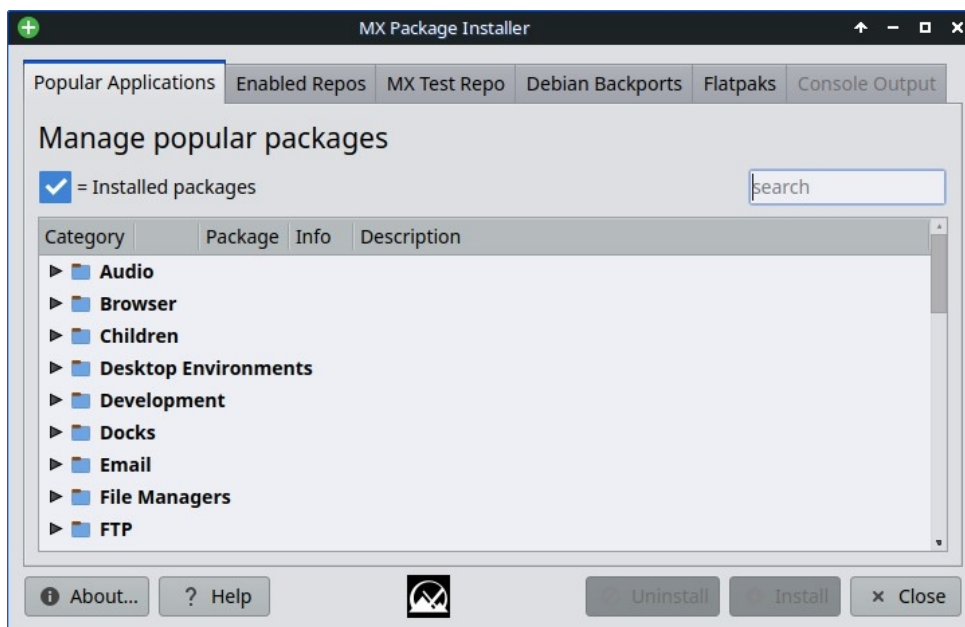 MX Package Installer
Popular Applications Enabled Repos MX Test Repo Debian Backports Flatpaks Console Output
Manage popular packages
= Installed packages search
Category Package Info Description
Audio
Browser
Children
Desktop Environments
Development
Docks
Email
File Managers
FTP
About... ? Help Uninstall Install Close